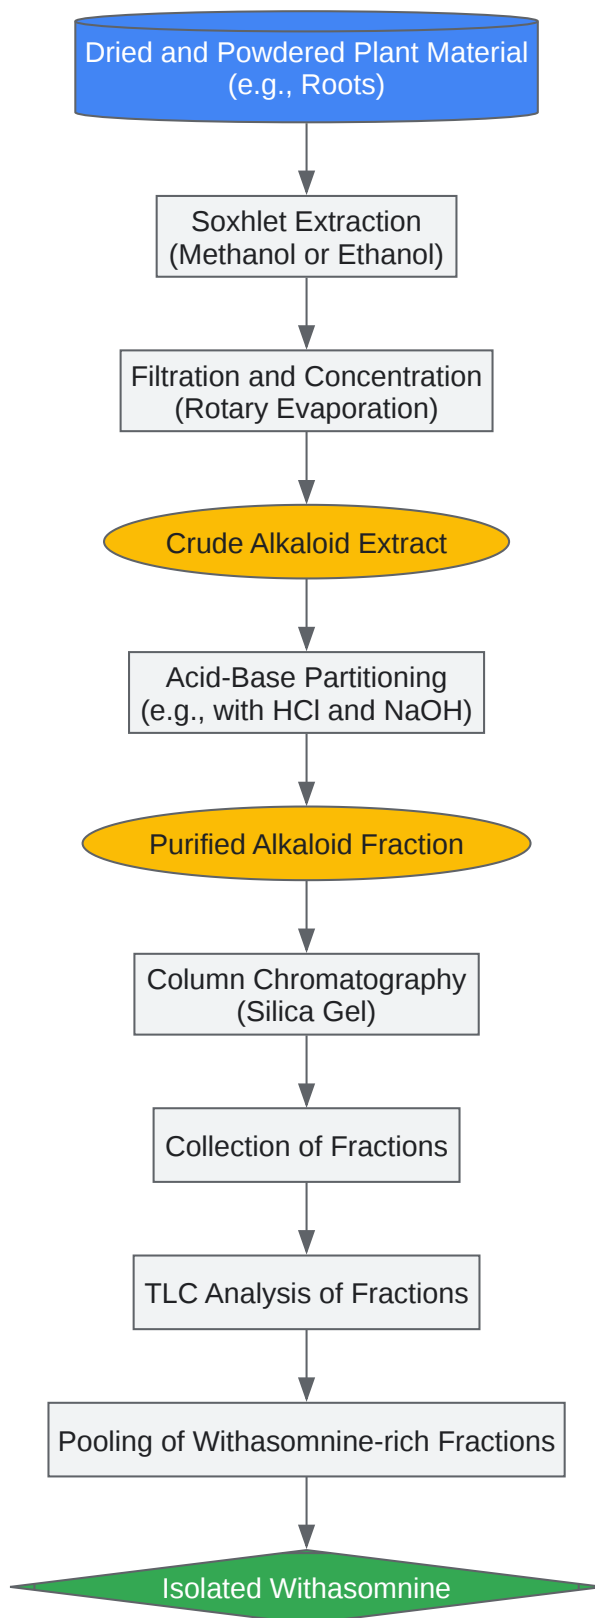 Dried and Powdered Plant Material
(e.g., Roots)
Soxhlet Extraction
(Methanol or Ethanol)
Filtration and Concentration
(Rotary Evaporation)
Crude Alkaloid Extract
Acid-Base Partitioning
(e.g., with HCl and NaOH)
Purified Alkaloid Fraction
Column Chromatography
(Silica Gel)
Collection of Fractions
TLC Analysis of Fractions
Pooling of Withasomnine-rich Fractions
Isolated Withasomnine